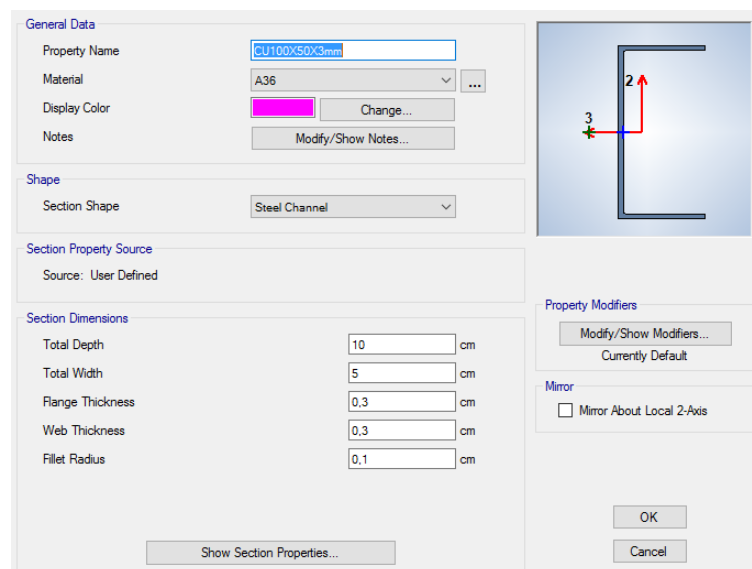 General Data
Property Name CU100X50X3mm
Material A36 ...
Display Color Change...
Notes Modify/Show Notes...
2
3
Shape
Section Shape Steel Channel
Section Property Source
Source: User Defined
Section Dimensions
Total Depth 10 cm
Total Width 5 cm
Flange Thickness 0,3 cm
Web Thickness 0,3 cm
Fillet Radius 0,1 cm
Show Section Properties...
Property Modifiers
Modify/Show Modifiers...
Currently Default
Mirror
Mirror About Local 2-Axis
OK
Cancel